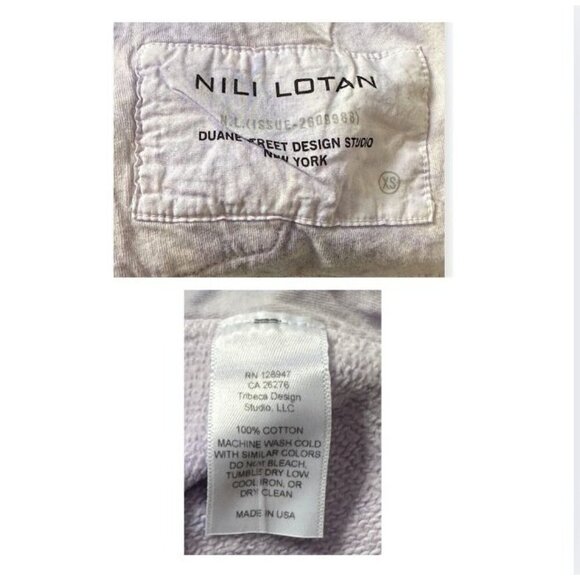 NILI LOTAN
N.L.(ISSUE-2608988)
DUANE STREET DESIGN STUDIO
NEW YORK
XS
RN 128947
CA 26276
Tribeca Design
Studio, LLC
100% COTTON
MACHINE WASH COLD
WITH SIMILAR COLORS
DO NOT BLEACH,
TUMBLE DRY LOW,
COOL IRON, OR
DRY CLEAN
MADE IN USA